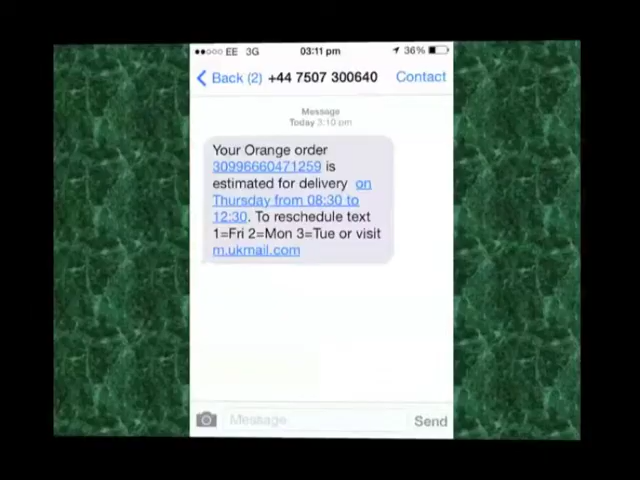 EE 3G 03:11 pm 36%
Back (2) +44 7507 300640 Contact
Message
Today 3:10 pm
Your Orange order
30996660471259 is
estimated for delivery on
Thursday from 08:30 to
12:30. To reschedule text
1=Fri 2=Mon 3=Tue or visit
m.ukmail.com
Message Send